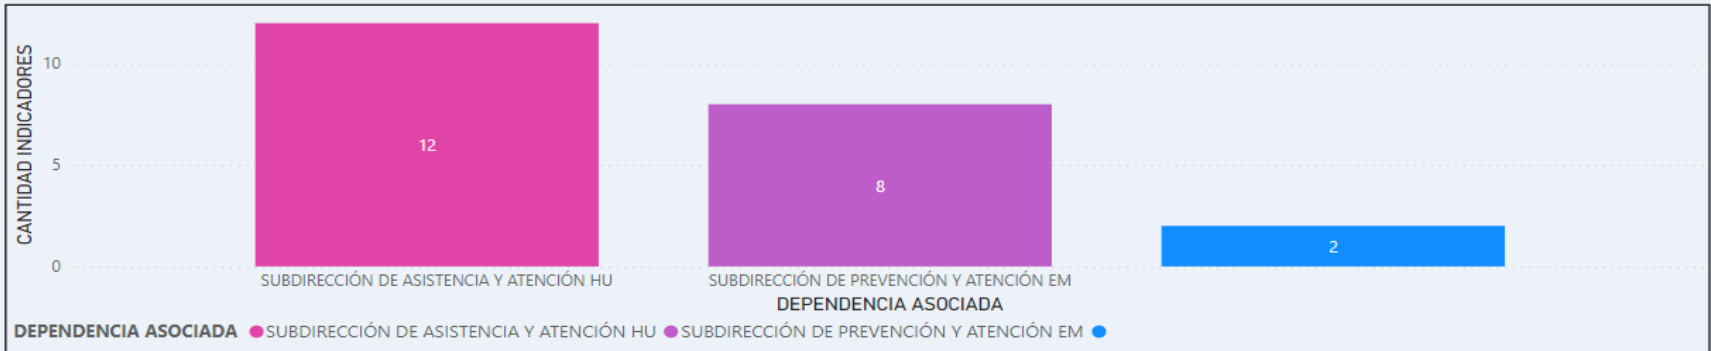 CANTIDAD INDICADORES
10
5
0
12
8
2
SUBDIRECCIÓN DE ASISTENCIA Y ATENCIÓN HU
SUBDIRECCIÓN DE PREVENCIÓN Y ATENCIÓN EM
DEPENDENCIA ASOCIADA
DEPENDENCIA ASOCIADA SUBDIRECCIÓN DE ASISTENCIA Y ATENCIÓN HU SUBDIRECCIÓN DE PREVENCIÓN Y ATENCIÓN EM